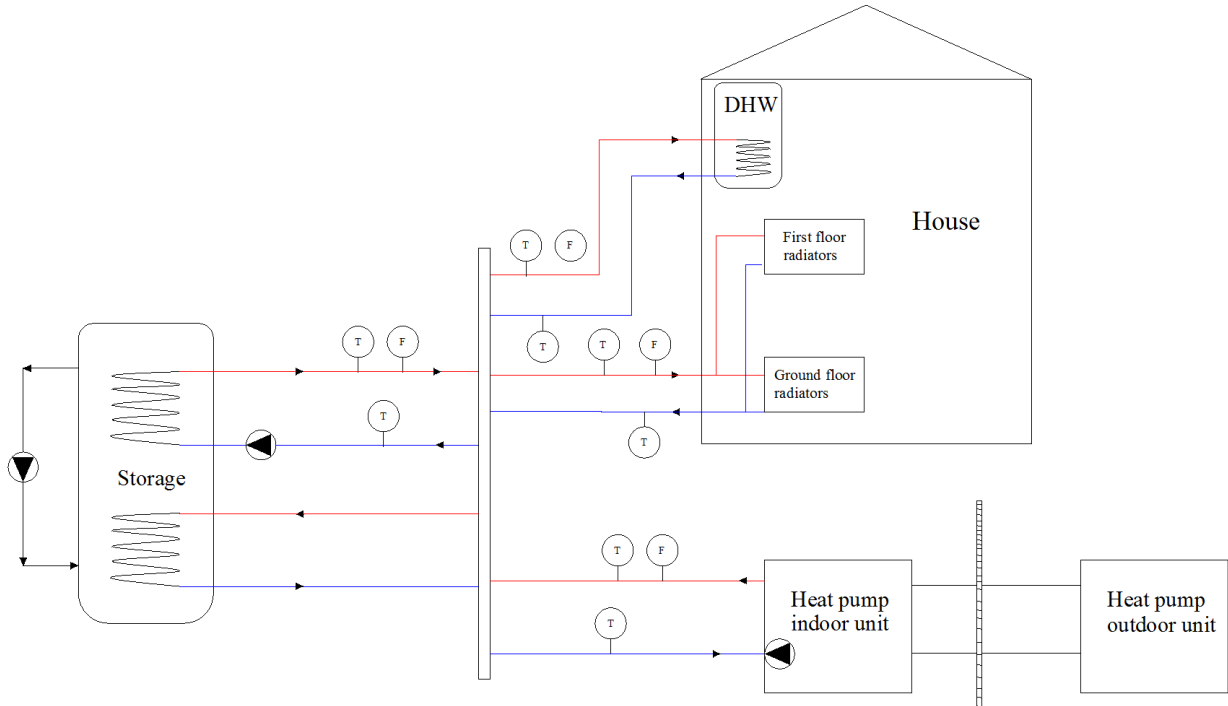 DHW
House
T
F
First floor
radiators
T
F
T
T
F
T
Ground floor
radiators
T
T
Storage
T
F
Heat pump
indoor unit
Heat pump
outdoor unit
T